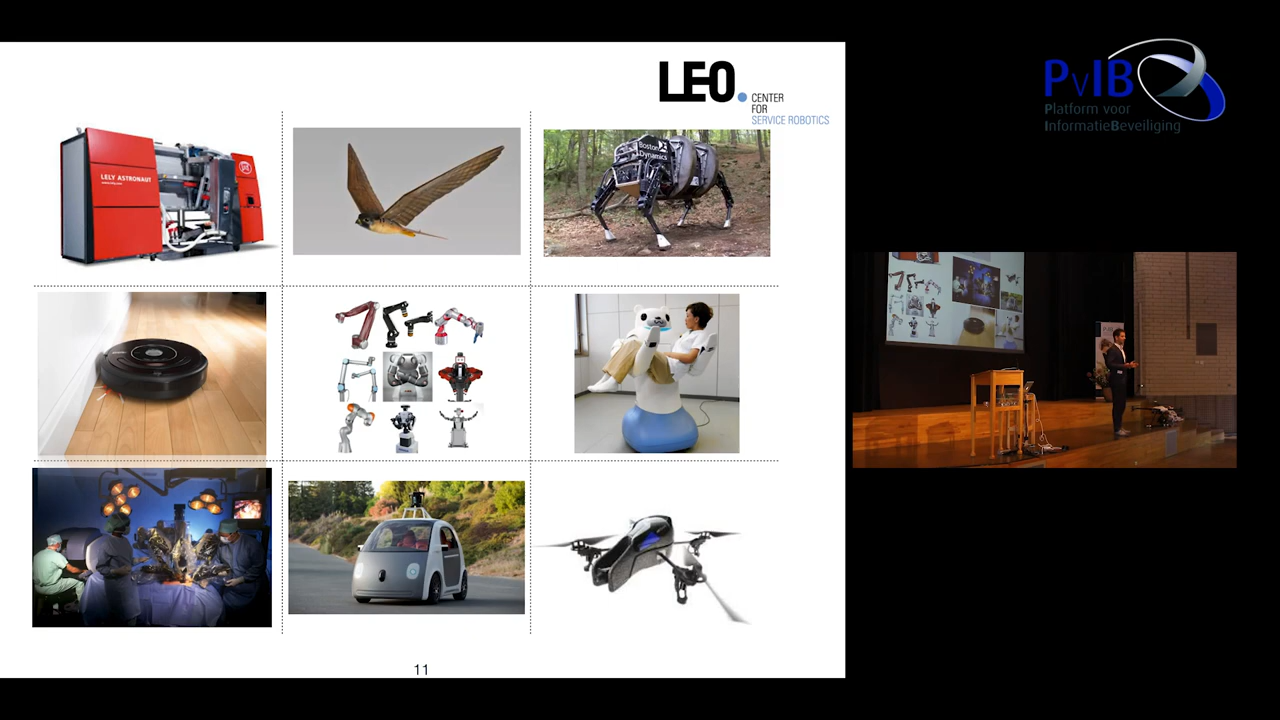 LEO
CENTER
FOR
SERVICE ROBOTICS
LELY ASTRONAUT
Boston
Dynamics
11
PvIB
Platform voor
InformatieBeveiliging